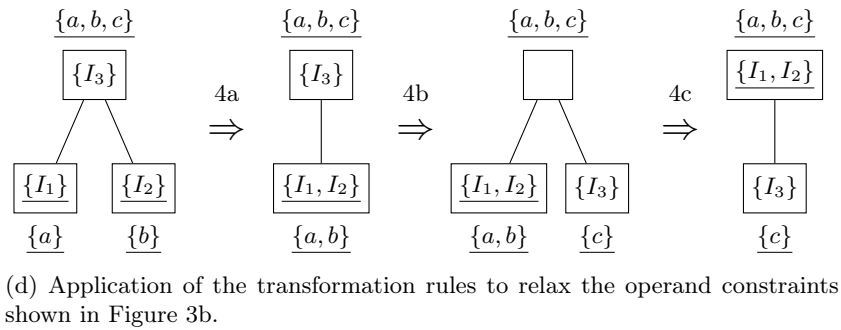 {a, b, c} {a, b, c} {a, b, c} {a, b, c}
{I₃} {I₃} {I₁, I₂}
4a 4b 4c
⇒ ⇒ ⇒
{I₁} {I₂} {I₁, I₂} {I₁, I₂} {I₃} {I₃}
{a} {b} {a, b} {a, b} {c} {c}
(d) Application of the transformation rules to relax the operand constraints
shown in Figure 3b.